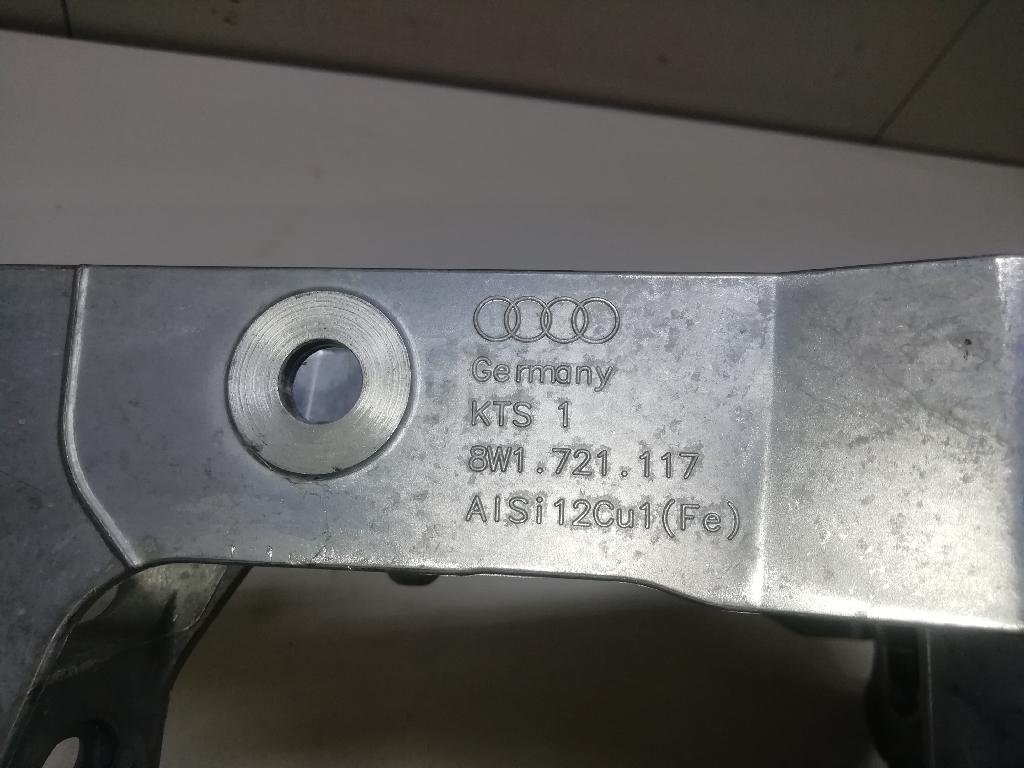 Germany
KTS 1
8W1.721.117
AlSi12Cu1(Fe)